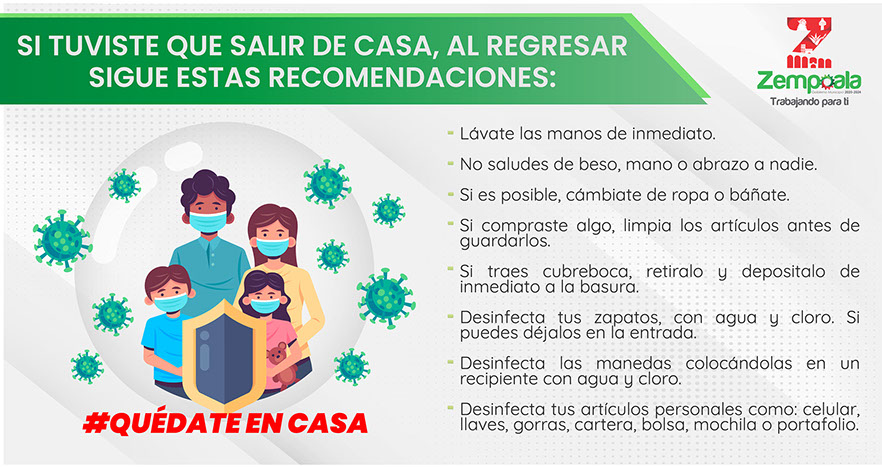 SI TUVISTE QUE SALIR DE CASA, AL REGRESAR
SIGUE ESTAS RECOMENDACIONES:
Zempoala
Trabajando para ti
Lávate las manos de inmediato.
No saludes de beso, mano o abrazo a nadie.
Si es posible, cámbiate de ropa o báñate.
Si compraste algo, limpia los artículos antes de
guardarlos.
Si traes cubreboca, retiralo y depositalo de
inmediato a la basura.
Desinfecta tus zapatos, con agua y cloro. Si
puedes déjalos en la entrada.
Desinfecta las manedas colocándolas en un
recipiente con agua y cloro.
Desinfecta tus artículos personales como: celular,
llaves, gorras, cartera, bolsa, mochila o portafolio.
#QUÉDATE EN CASA